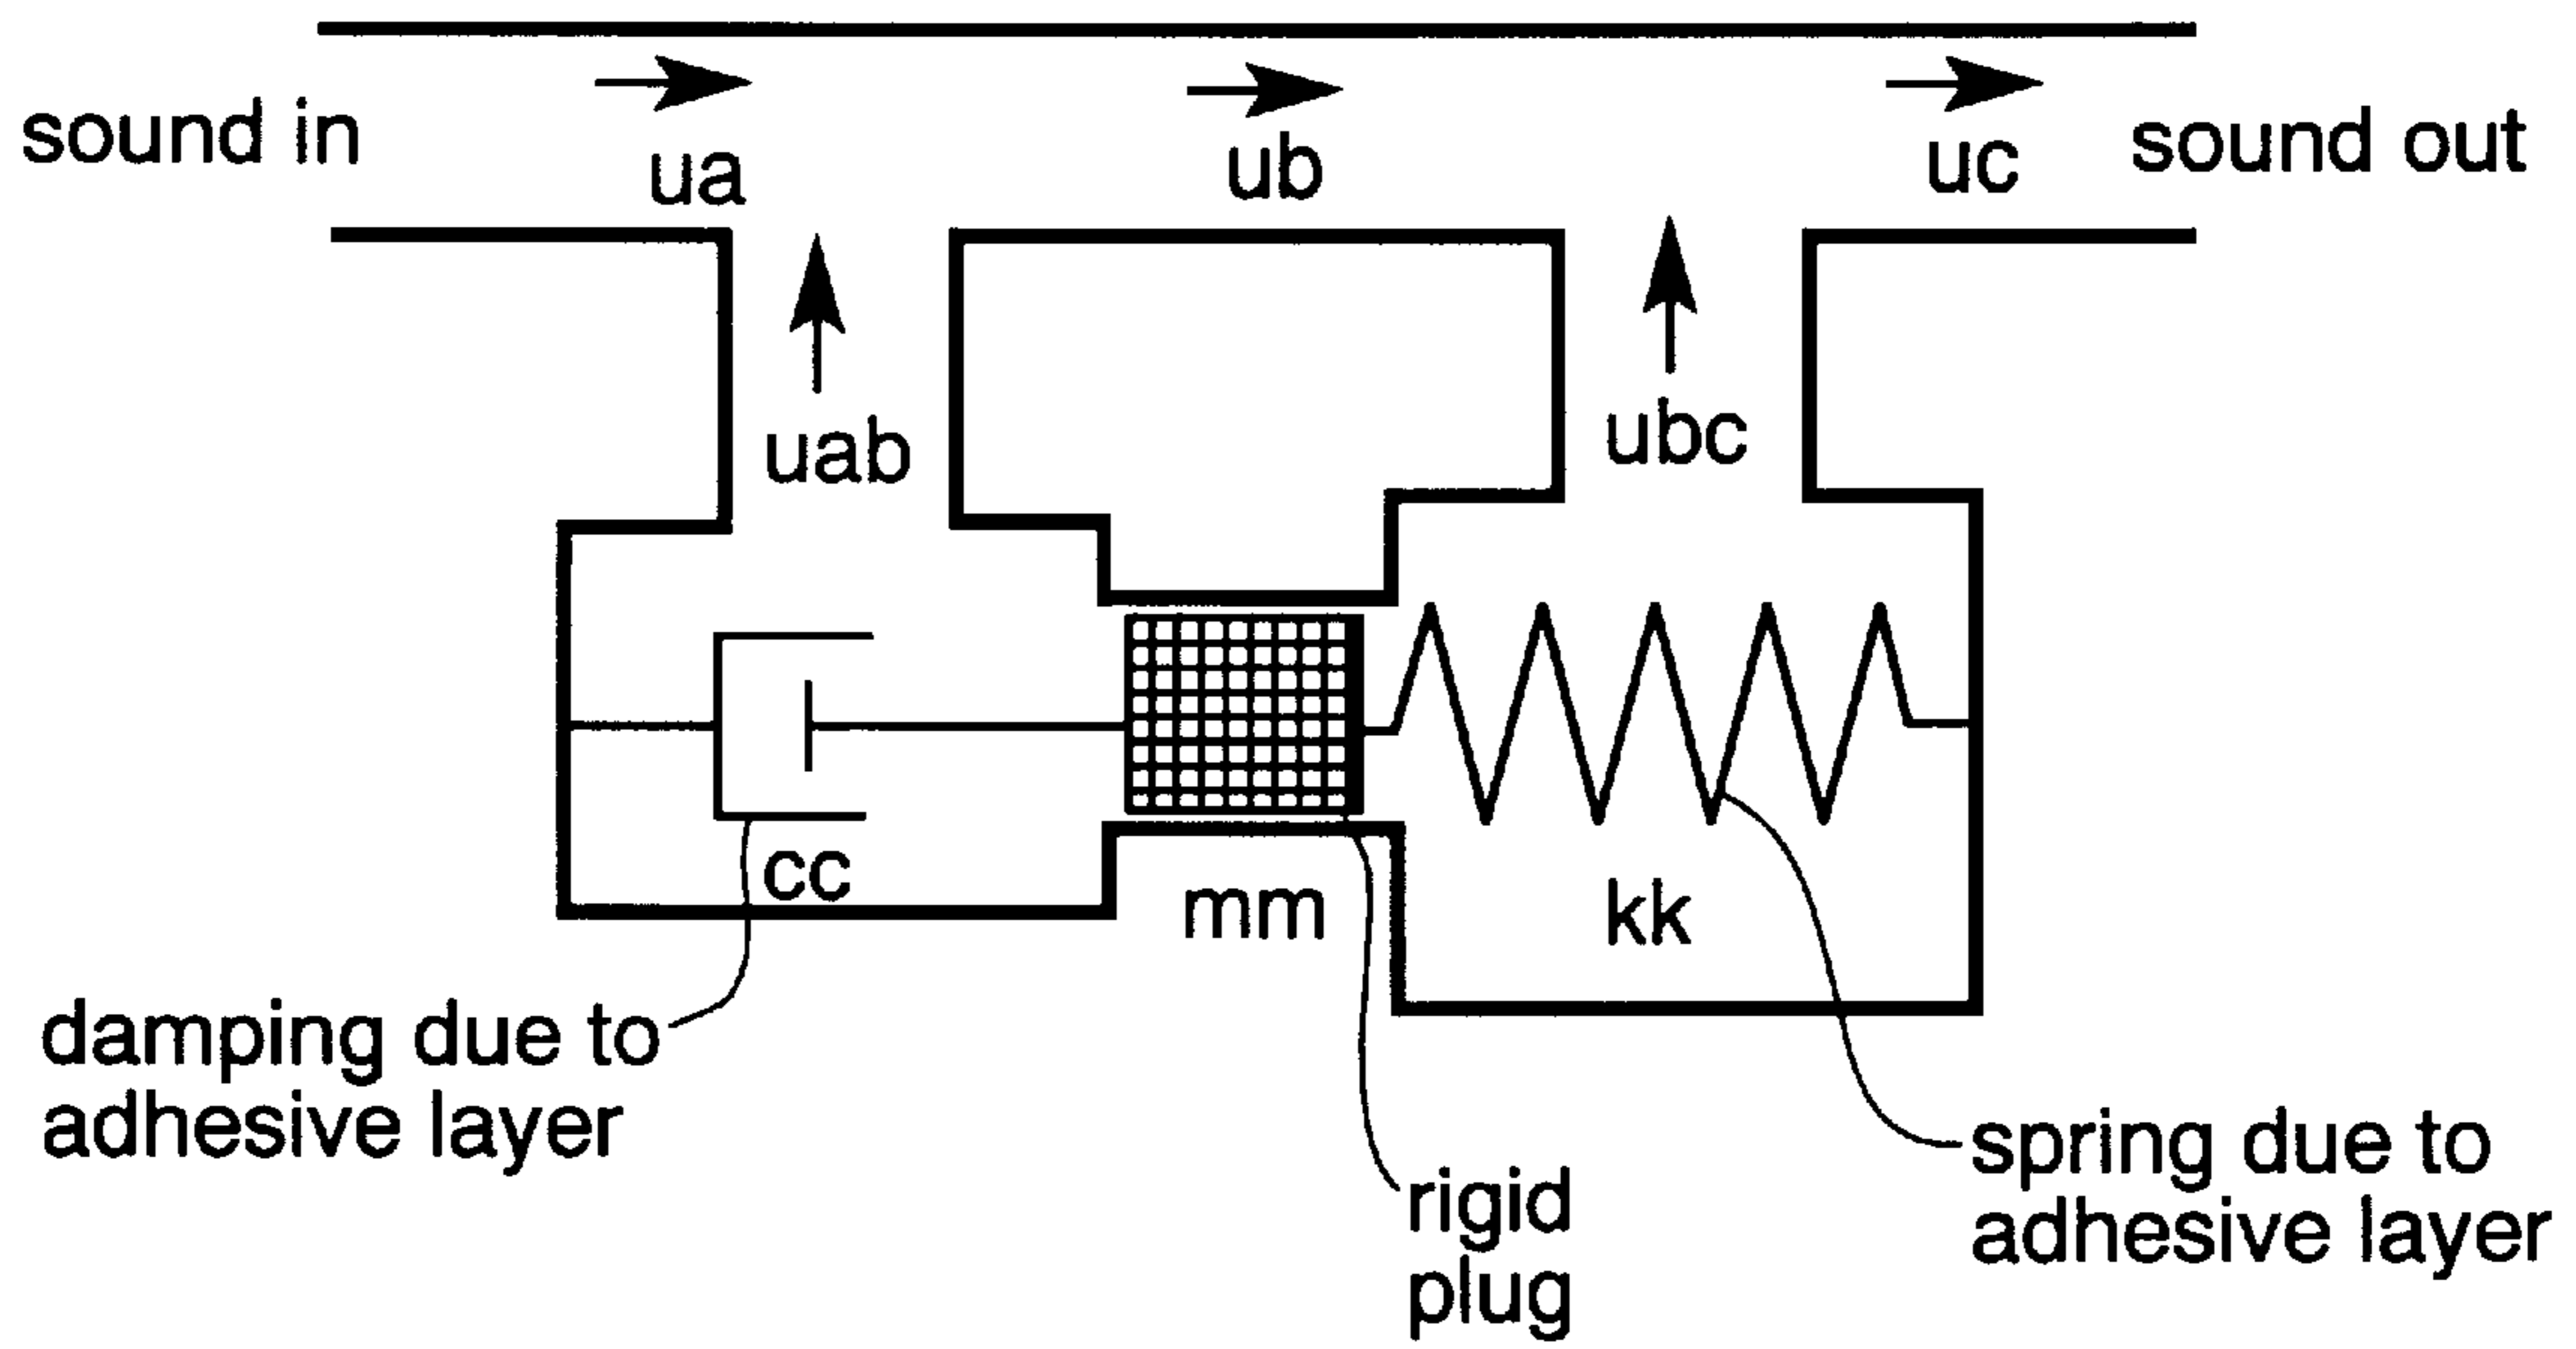 sound in
ua
ub
uc
sound out
uab
ubc
cc
mm
kk
damping due to
adhesive layer
rigid
plug
spring due to
adhesive layer